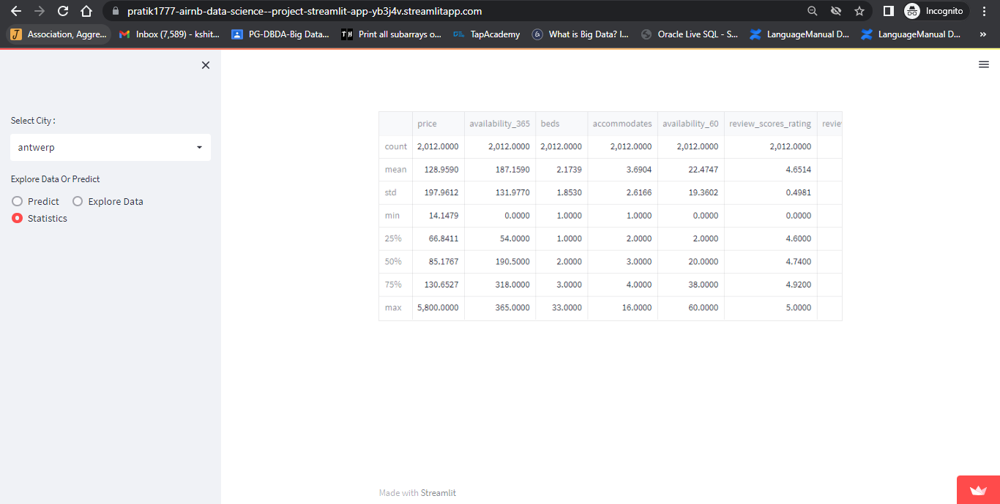 pratik1777-airnb-data-science--project-streamlit-app-yb3j4v.streamlitapp.com Incognito
Association, Aggre... Inbox (7,589) - kshit... PG-DBDA-Big Data... Print all subarrays o... TapAcademy What is Big Data? I... Oracle Live SQL - S... LanguageManual D... LanguageManual D... »
Select City :
antwerp
Explore Data Or Predict
Predict Explore Data
Statistics
price availability_365 beds accommodates availability_60 review_scores_rating revie
count 2,012.0000 2,012.0000 2,012.0000 2,012.0000 2,012.0000 2,012.0000
mean 128.9590 187.1590 2.1739 3.6904 22.4747 4.6514
std 197.9612 131.9770 1.8530 2.6166 19.3602 0.4981
min 14.1479 0.0000 1.0000 1.0000 0.0000 0.0000
25% 66.8411 54.0000 1.0000 2.0000 2.0000 4.6000
50% 85.1767 190.5000 2.0000 3.0000 20.0000 4.7400
75% 130.6527 318.0000 3.0000 4.0000 38.0000 4.9200
max 5,800.0000 365.0000 33.0000 16.0000 60.0000 5.0000
Made with Streamlit